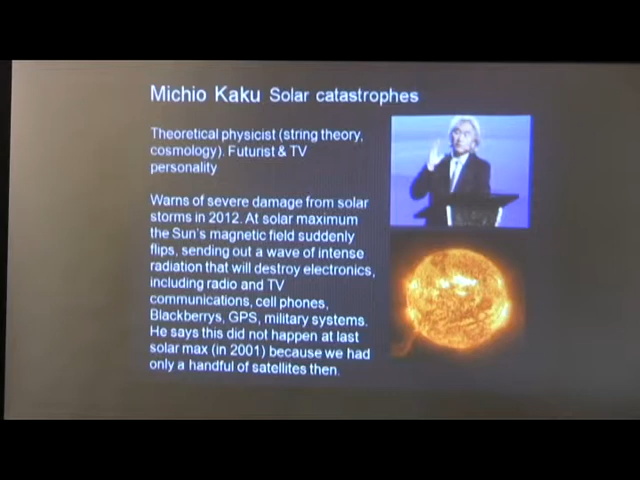 Michio Kaku Solar catastrophes
Theoretical physicist (string theory,
cosmology). Futurist & TV
personality
Warns of severe damage from solar
storms in 2012. At solar maximum
the Sun's magnetic field suddenly
flips, sending out a wave of intense
radiation that will destroy electronics,
including radio and TV
communications, cell phones,
Blackberrys, GPS, military systems.
He says this did not happen at last
solar max (in 2001) because we had
only a handful of satellites then.